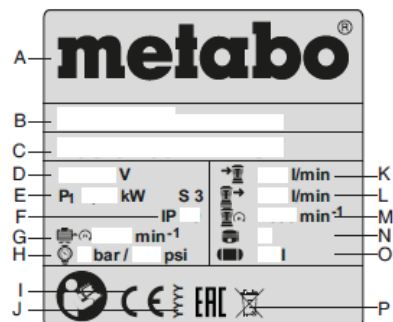 A metabo®
B
C
D V l/min K
E P1 kW S 3 l/min L
F IP min-1 M
G min-1 N
H bar / psi l O
I
J CE EAC P